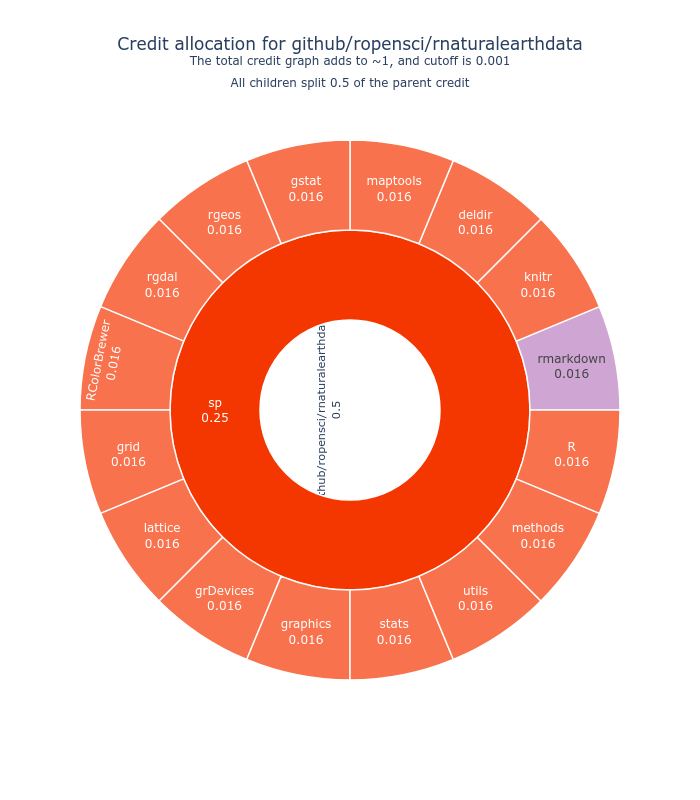 Credit allocation for github/ropensci/rnaturalearthdata
The total credit graph adds to ~1, and cutoff is 0.001
All children split 0.5 of the parent credit
gstat
0.016
maptools
0.016
rgeos
0.016
deldir
0.016
rgdal
0.016
knitr
0.016
RColorBrewer
0.016
rmarkdown
0.016
sp
0.25
hub/ropensci/rnaturalearthda
0.5
grid
0.016
R
0.016
lattice
0.016
methods
0.016
grDevices
0.016
utils
0.016
graphics
0.016
stats
0.016